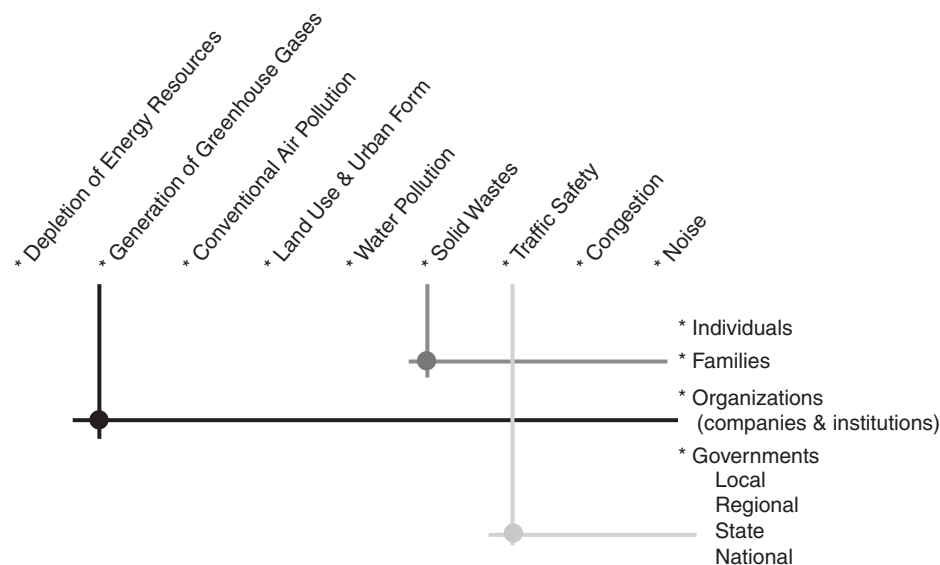 * Depletion of Energy Resources
* Generation of Greenhouse Gases
* Conventional Air Pollution
* Land Use & Urban Form
* Water Pollution
* Solid Wastes
* Traffic Safety
* Congestion
* Noise
* Individuals
* Families
* Organizations
(companies & institutions)
* Governments
Local
Regional
State
National